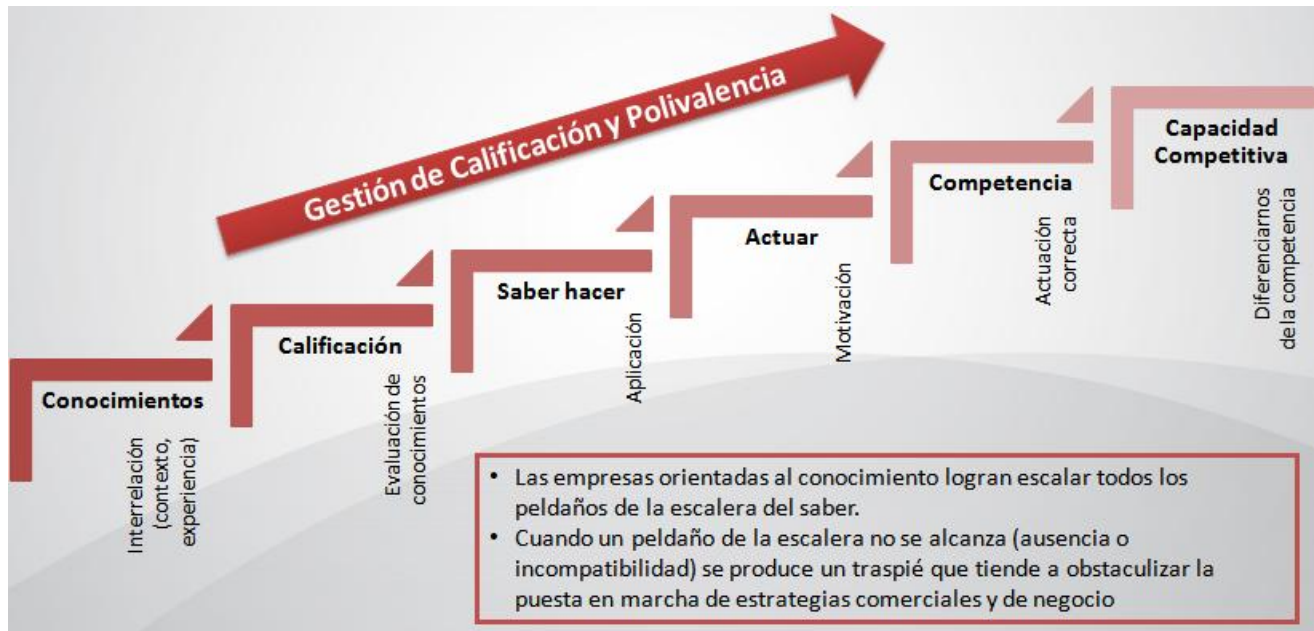 Gestión de Calificación y Polivalencia
Conocimientos
Interrelación
(contexto,
experiencia)
Calificación
Evaluación de
conocimientos
Saber hacer
Aplicación
Actuar
Motivación
Competencia
Actuación
correcta
Capacidad
Competitiva
Diferenciarnos
de la competencia
• Las empresas orientadas al conocimiento logran escalar todos los
peldaños de la escalera del saber.
• Cuando un peldaño de la escalera no se alcanza (ausencia o
incompatibilidad) se produce un traspié que tiende a obstaculizar la
puesta en marcha de estrategias comerciales y de negocio